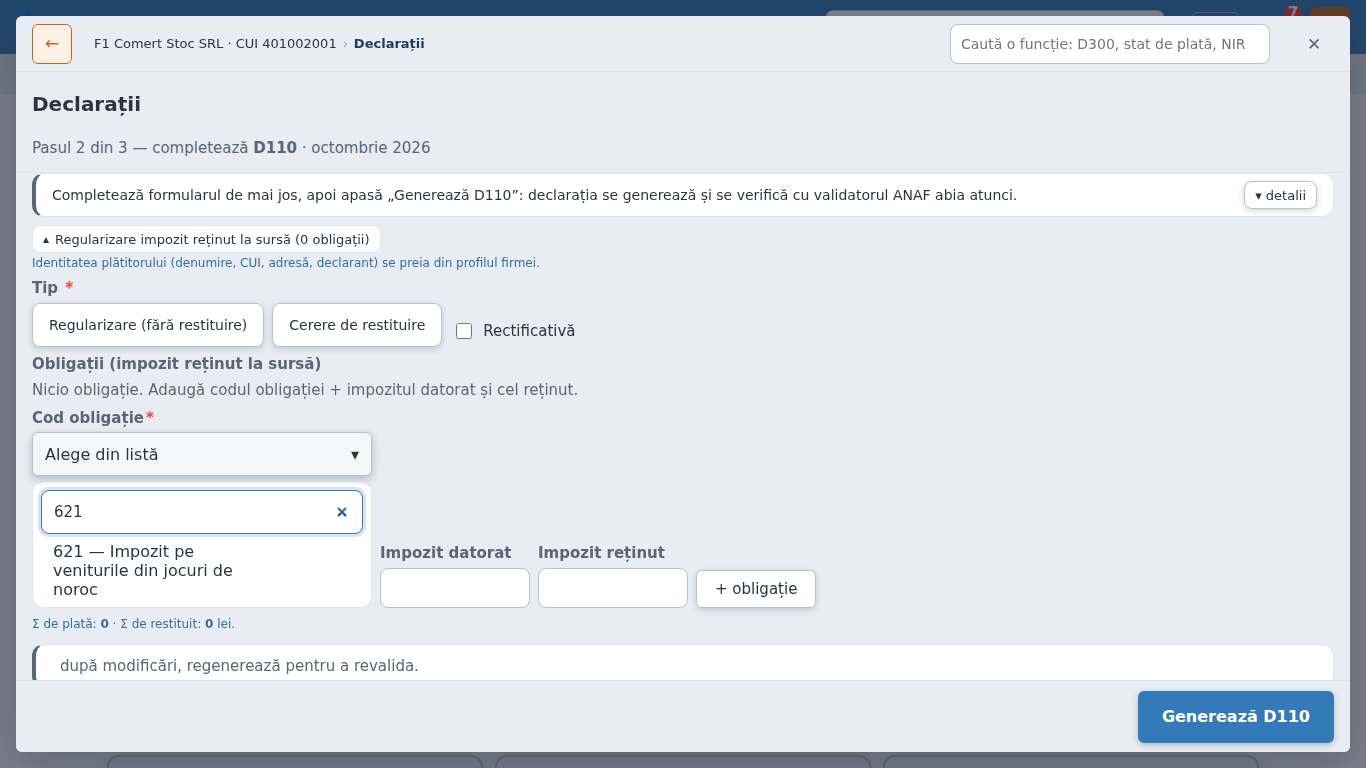 7
← F1 Comert Stoc SRL · CUI 401002001 › Declarații Caută o funcție: D300, stat de plată, NIR ✕
Declarații
Pasul 2 din 3 — completează D110 · octombrie 2026
Completează formularul de mai jos, apoi apasă „Generează D110”: declarația se generează și se verifică cu validatorul ANAF abia atunci. ▾ detalii
▴ Regularizare impozit reținut la sursă (0 obligații)
Identitatea plătitorului (denumire, CUI, adresă, declarant) se preia din profilul firmei.
Tip *
Regularizare (fără restituire) Cerere de restituire Rectificativă
Obligații (impozit reținut la sursă)
Nicio obligație. Adaugă codul obligației + impozitul datorat și cel reținut.
Cod obligație *
Alege din listă ▾
621 ×
621 — Impozit pe
veniturile din jocuri de
noroc
Impozit datorat Impozit reținut
+ obligație
Σ de plată: 0 · Σ de restituit: 0 lei.
după modificări, regenerează pentru a revalida.
Generează D110